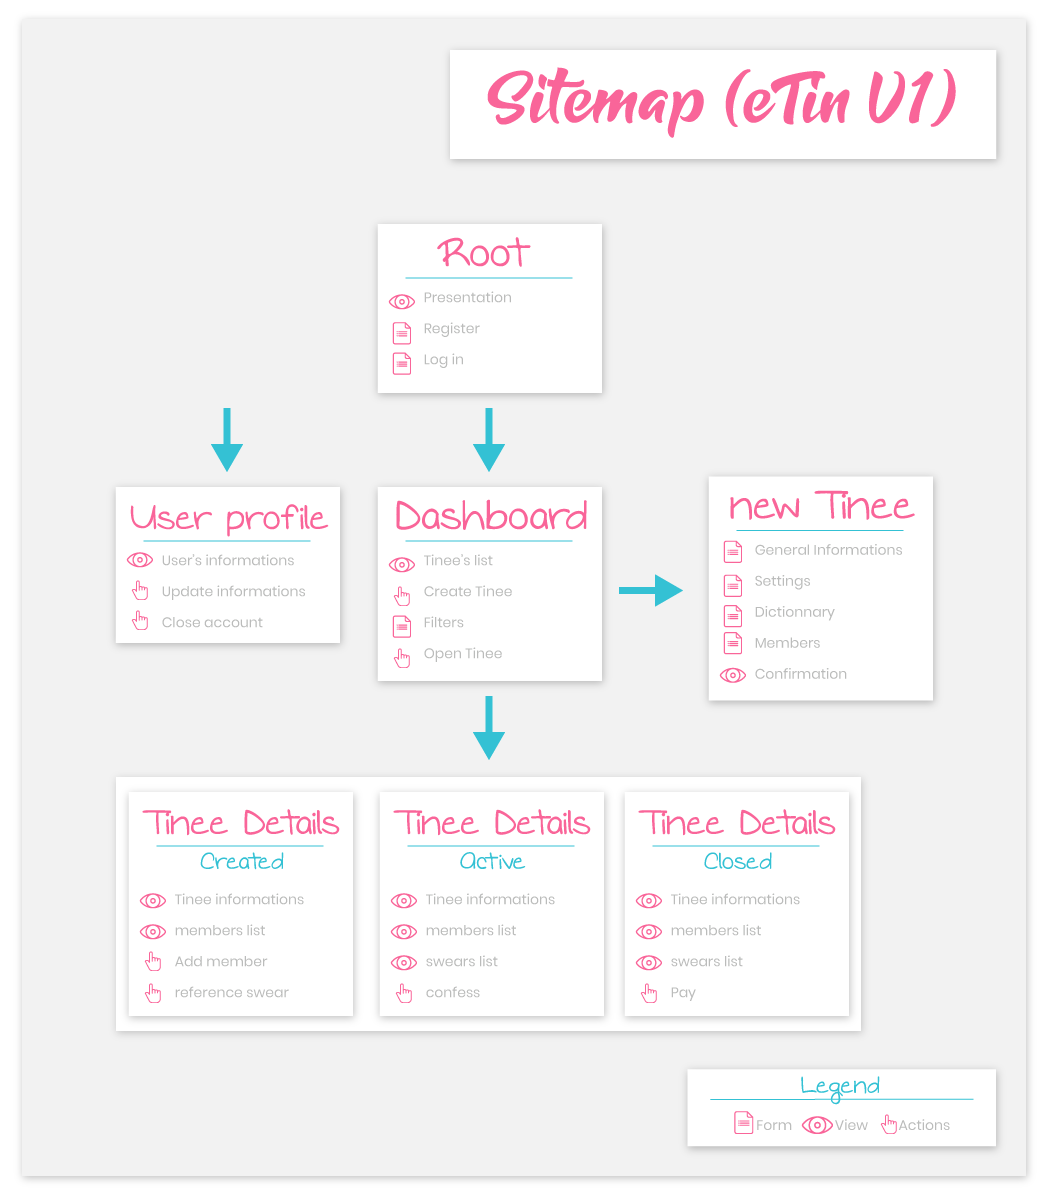 Sitemap (eTin V1)
Root
Presentation
Register
Log in
User profile
User's informations
Update informations
Close account
Dashboard
Tinee's list
Create Tinee
Filters
Open Tinee
new Tinee
General Informations
Settings
Dictionnary
Members
Confirmation
Tinee Details
Created
Tinee informations
members list
Add member
reference swear
Tinee Details
Active
Tinee informations
members list
swears list
confess
Tinee Details
Closed
Tinee informations
members list
swears list
Pay
Legend
Form View Actions